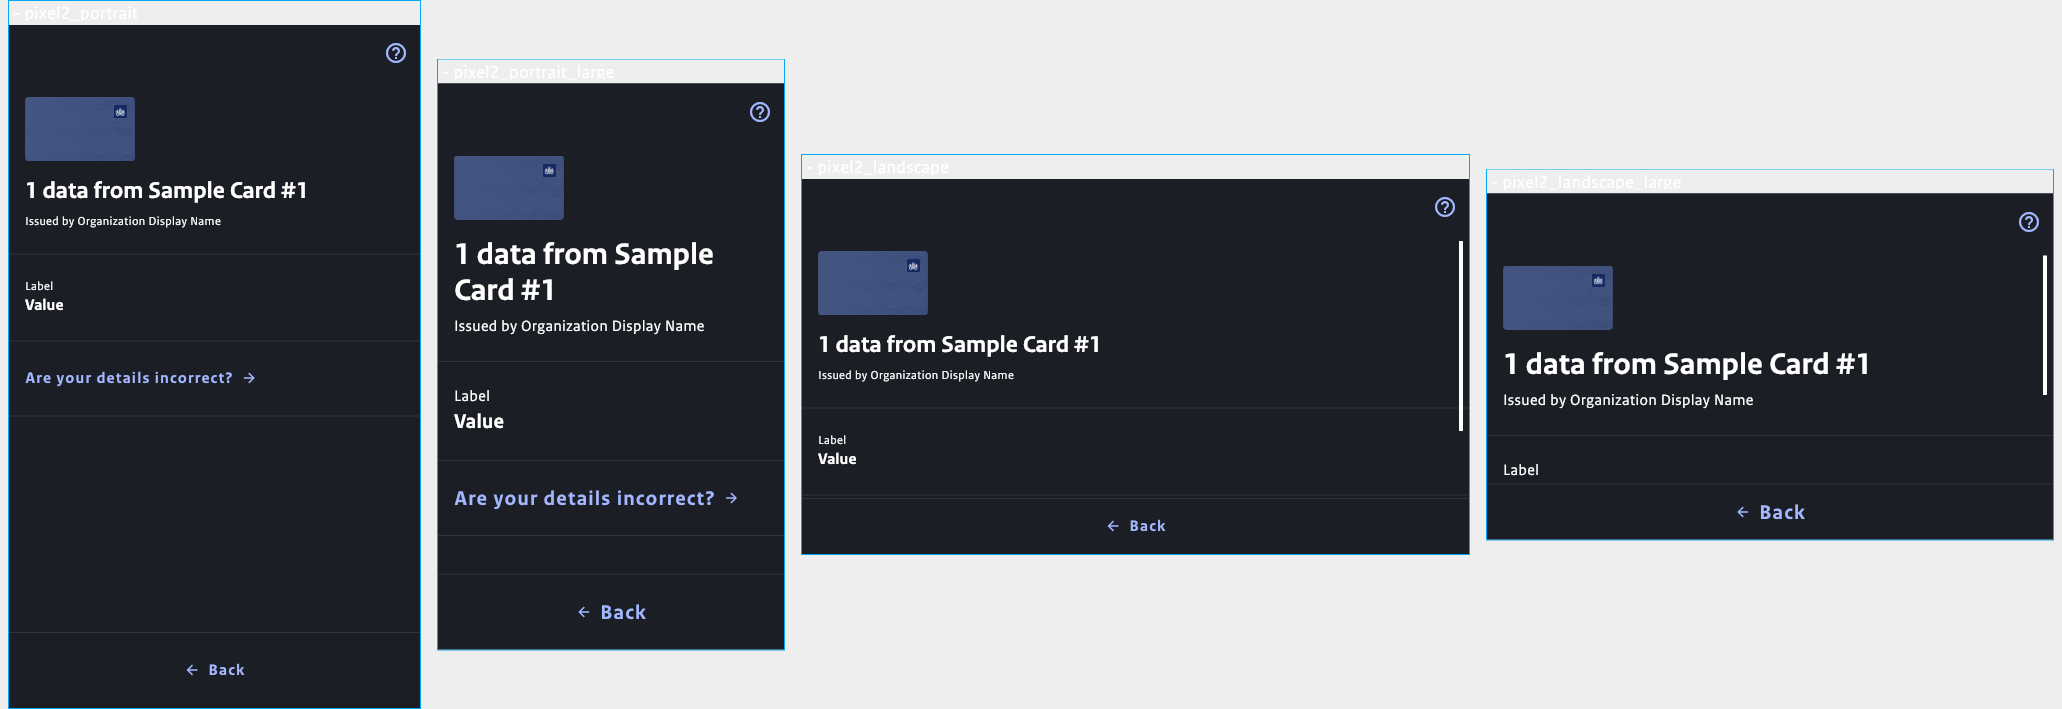 - pixel2_portrait
1 data from Sample Card #1
Issued by Organization Display Name
Label
Value
Are your details incorrect? →
← Back
- pixel2_portrait_large
1 data from Sample
Card #1
Issued by Organization Display Name
Label
Value
Are your details incorrect? →
← Back
- pixel2_landscape
1 data from Sample Card #1
Issued by Organization Display Name
Label
Value
← Back
- pixel2_landscape_large
1 data from Sample Card #1
Issued by Organization Display Name
Label
← Back